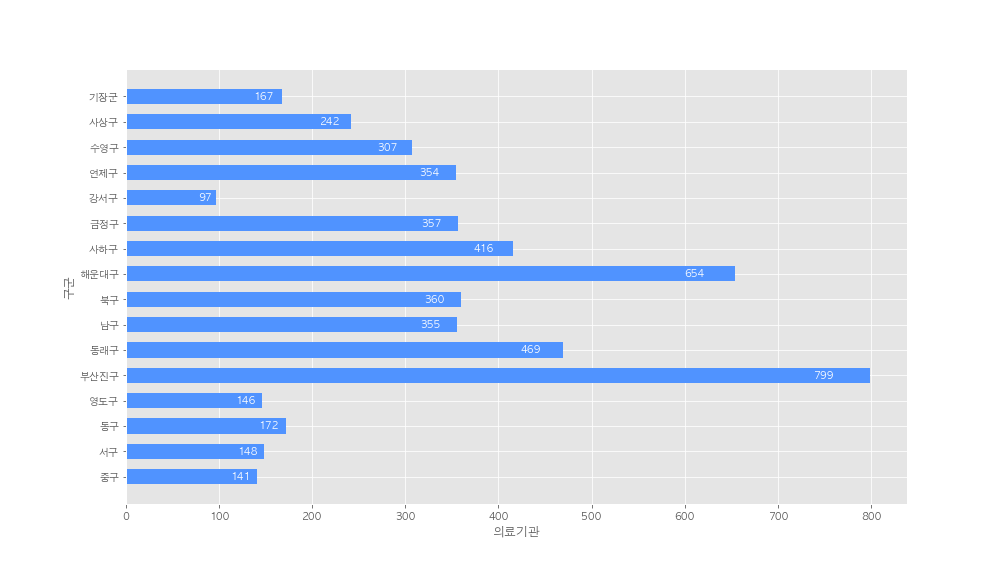 기장군 167
사상구 242
수영구 307
연제구 354
강서구 97
금정구 357
사하구 416
해운대구 654
북구 360
남구 355
동래구 469
부산진구 799
영도구 146
동구 172
서구 148
중구 141
구군
0 100 200 300 400 500 600 700 800
의료기관